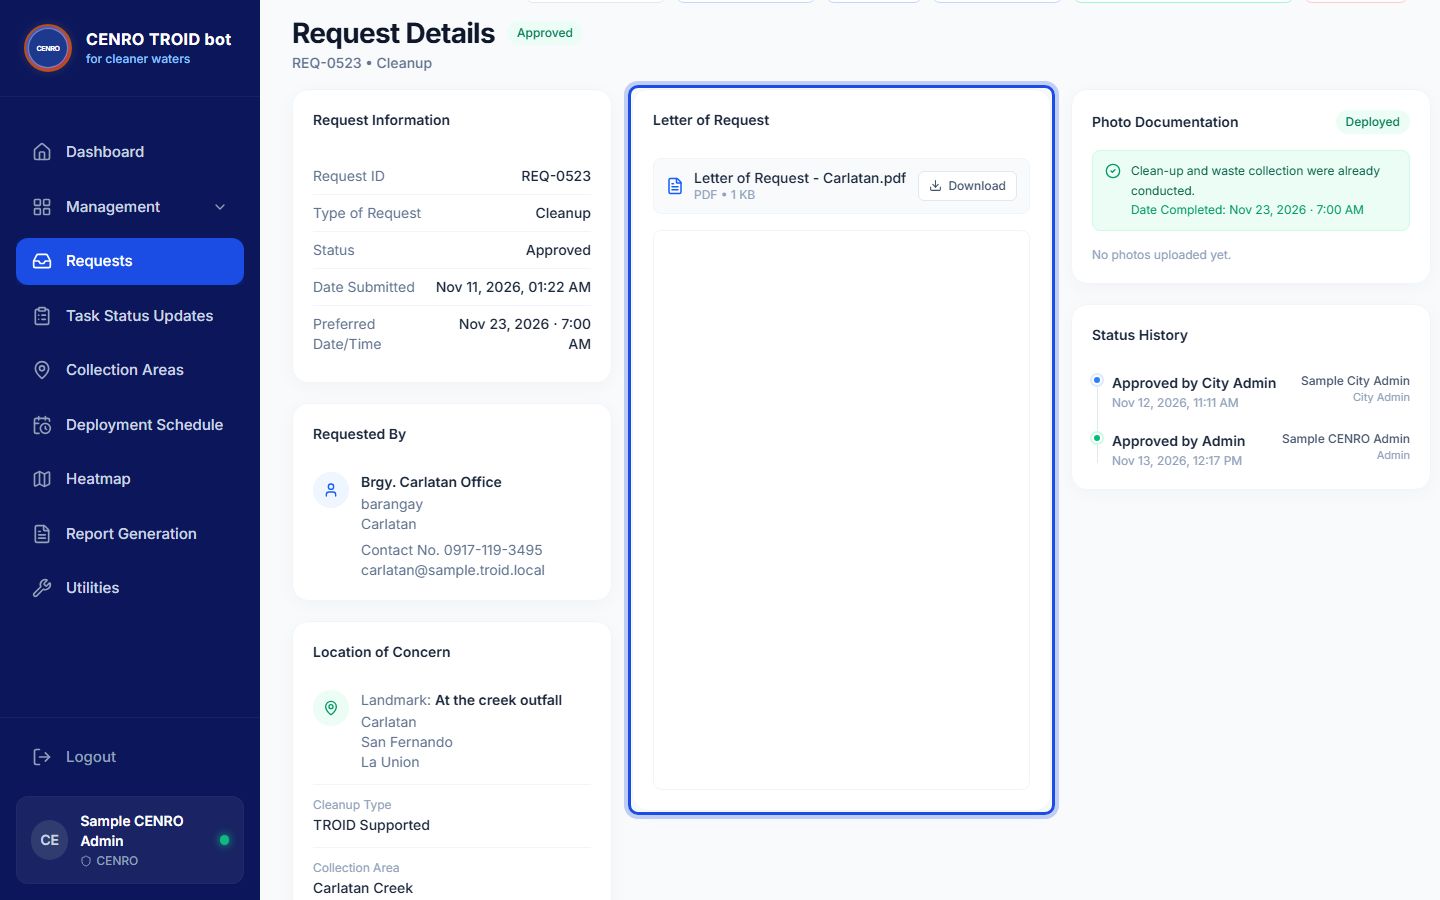 CENRO
CENRO TROID bot
for cleaner waters
Dashboard
Management
Requests
Task Status Updates
Collection Areas
Deployment Schedule
Heatmap
Report Generation
Utilities
Logout
CE
Sample CENRO
Admin
CENRO
Request Details
Approved
REQ-0523 • Cleanup
Request Information
Request ID REQ-0523
Type of Request Cleanup
Status Approved
Date Submitted Nov 11, 2026, 01:22 AM
Preferred Nov 23, 2026 · 7:00
Date/Time AM
Requested By
Brgy. Carlatan Office
barangay
Carlatan
Contact No. 0917-119-3495
carlatan@sample.troid.local
Location of Concern
Landmark: At the creek outfall
Carlatan
San Fernando
La Union
Cleanup Type
TROID Supported
Collection Area
Carlatan Creek
Letter of Request
Letter of Request - Carlatan.pdf
PDF • 1 KB
Download
Photo Documentation
Deployed
Clean-up and waste collection were already
conducted.
Date Completed: Nov 23, 2026 · 7:00 AM
No photos uploaded yet.
Status History
Approved by City Admin Sample City Admin
Nov 12, 2026, 11:11 AM City Admin
Approved by Admin Sample CENRO Admin
Nov 13, 2026, 12:17 PM Admin